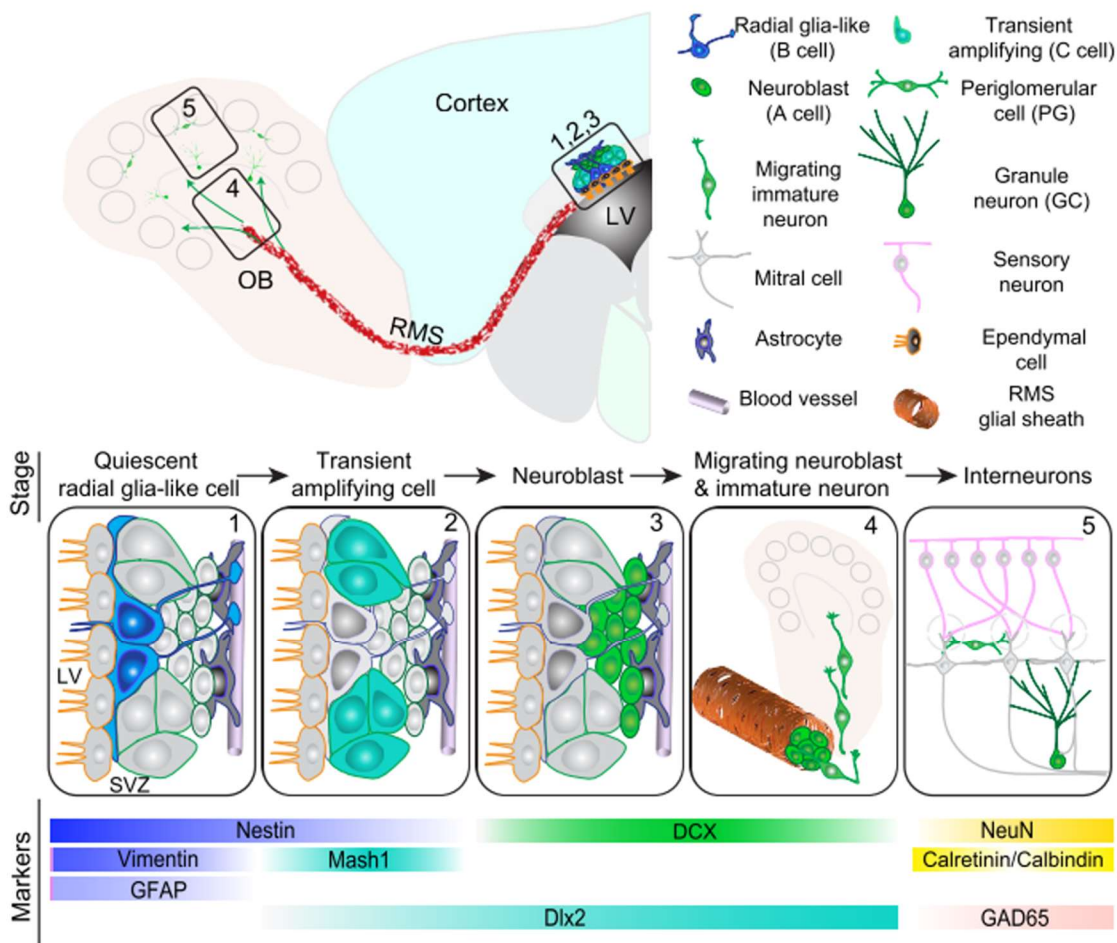 5
4
OB
RMS
Cortex
1,2,3
LV
Radial glia-like
(B cell)
Transient
amplifying (C cell)
Neuroblast
(A cell)
Periglomerular
cell (PG)
Migrating
immature
neuron
Granule
neuron (GC)
Mitral cell
Sensory
neuron
Astrocyte
Ependymal
cell
Blood vessel
RMS
glial sheath
Stage
Quiescent
radial glia-like cell
Transient
amplifying cell
Neuroblast
Migrating neuroblast
& immature neuron
Interneurons
1
LV
SVZ
2
3
4
5
Markers
Nestin
DCX
NeuN
Vimentin
Mash1
Calretinin/Calbindin
GFAP
Dlx2
GAD65